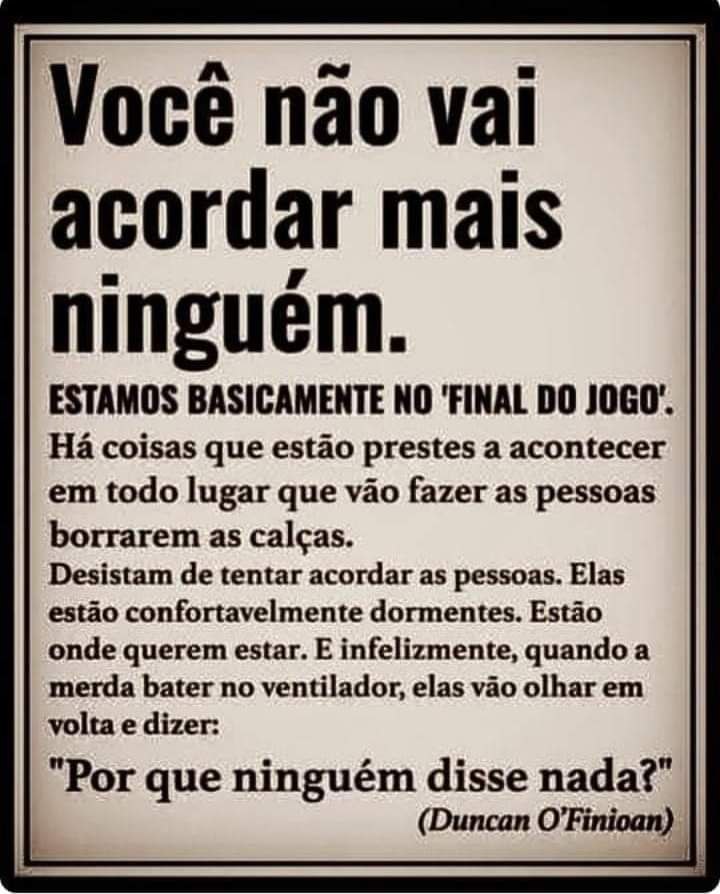 Você não vai
acordar mais
ninguém.
ESTAMOS BASICAMENTE NO 'FINAL DO JOGO'.
Há coisas que estão prestes a acontecer
em todo lugar que vão fazer as pessoas
borrarem as calças.
Desistam de tentar acordar as pessoas. Elas
estão confortavelmente dormentes. Estão
onde querem estar. E infelizmente, quando a
merda bater no ventilador, elas vão olhar em
volta e dizer:
"Por que ninguém disse nada?"
(Duncan O'Finioan)